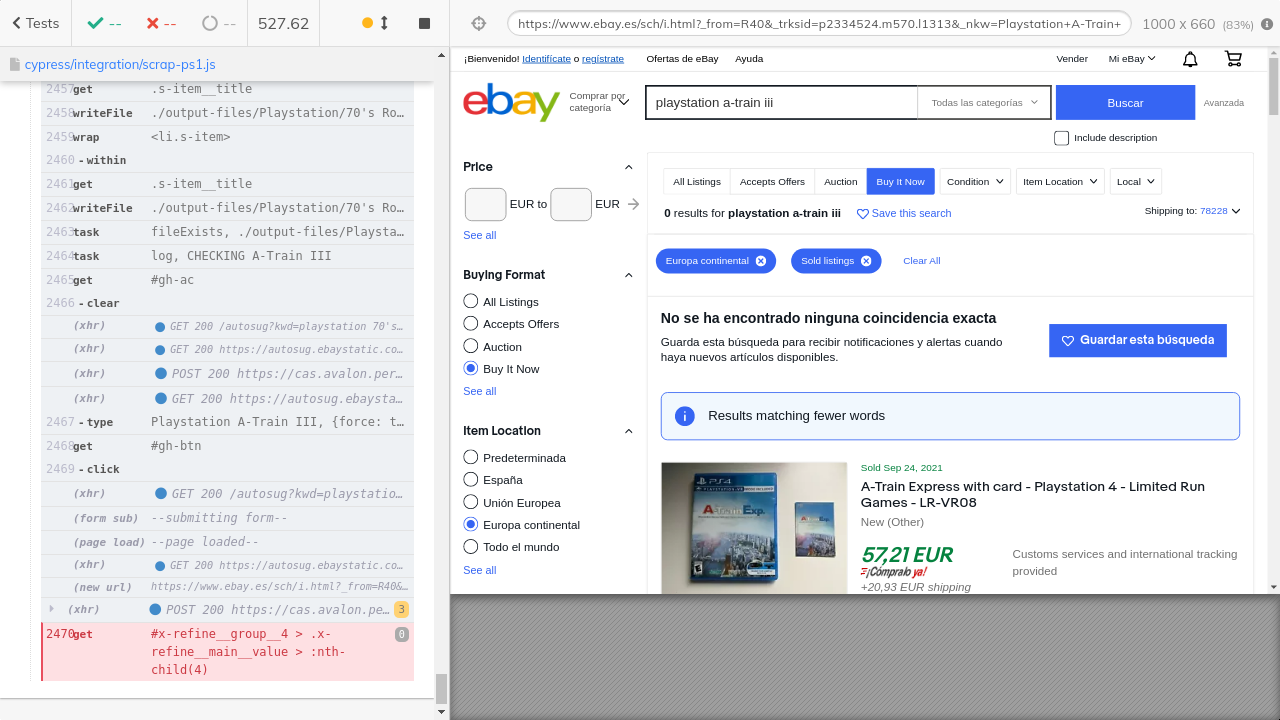 Tests
--
--
--
527.62
cypress/integration/scrap-ps1.js
2457 get .s-item__title
2458 writeFile ./output-files/Playstation/70's Ro…
2459 wrap <li.s-item>
2460 -within
2461 get .s-item__title
2462 writeFile ./output-files/Playstation/70's Ro…
2463 task fileExists, ./output-files/Playsta…
2464 task log, CHECKING A-Train III
2465 get #gh-ac
2466 -clear
(xhr) GET 200 /autosug?kwd=playstation 70's…
(xhr) GET 200 https://autosug.ebaystatic.co…
(xhr) POST 200 https://cas.avalon.per…
(xhr) GET 200 https://autosug.ebaysta…
2467 -type Playstation A-Train III, {force: t…
2468 get #gh-btn
2469 -click
(xhr) GET 200 /autosug?kwd=playstatio…
(form sub) --submitting form--
(page load) --page loaded--
(xhr) GET 200 https://autosug.ebaystatic.co…
(new url) https://www.ebay.es/sch/i.html?_from=R40&…
(xhr) POST 200 https://cas.avalon.pe… 3
2470 get #x-refine__group__4 > .x- 0
refine__main__value > :nth-
child(4)
https://www.ebay.es/sch/i.html?_from=R40&_trksid=p2334524.m570.l1313&_nkw=Playstation+A-Train+
1000 x 660 (83%)
¡Bienvenido! Identifícate o regístrate
Ofertas de eBay
Ayuda
Vender
Mi eBay
ebay
Comprar por
categoría
playstation a-train iii
Todas las categorías
Buscar
Avanzada
Include description
Price
EUR to
EUR
See all
Buying Format
All Listings
Accepts Offers
Auction
Buy It Now
See all
Item Location
Predeterminada
España
Unión Europea
Europa continental
Todo el mundo
See all
All Listings
Accepts Offers
Auction
Buy It Now
Condition
Item Location
Local
0 results for playstation a-train iii
Save this search
Shipping to: 78228
Europa continental
Sold listings
Clear All
No se ha encontrado ninguna coincidencia exacta
Guarda esta búsqueda para recibir notificaciones y alertas cuando
haya nuevos artículos disponibles.
Guardar esta búsqueda
Results matching fewer words
PS4
A-Train Exp.
Sold Sep 24, 2021
A-Train Express with card - Playstation 4 - Limited Run
Games - LR-VR08
New (Other)
57,21 EUR
¡Cómpralo ya!
+20,93 EUR shipping
Customs services and international tracking
provided